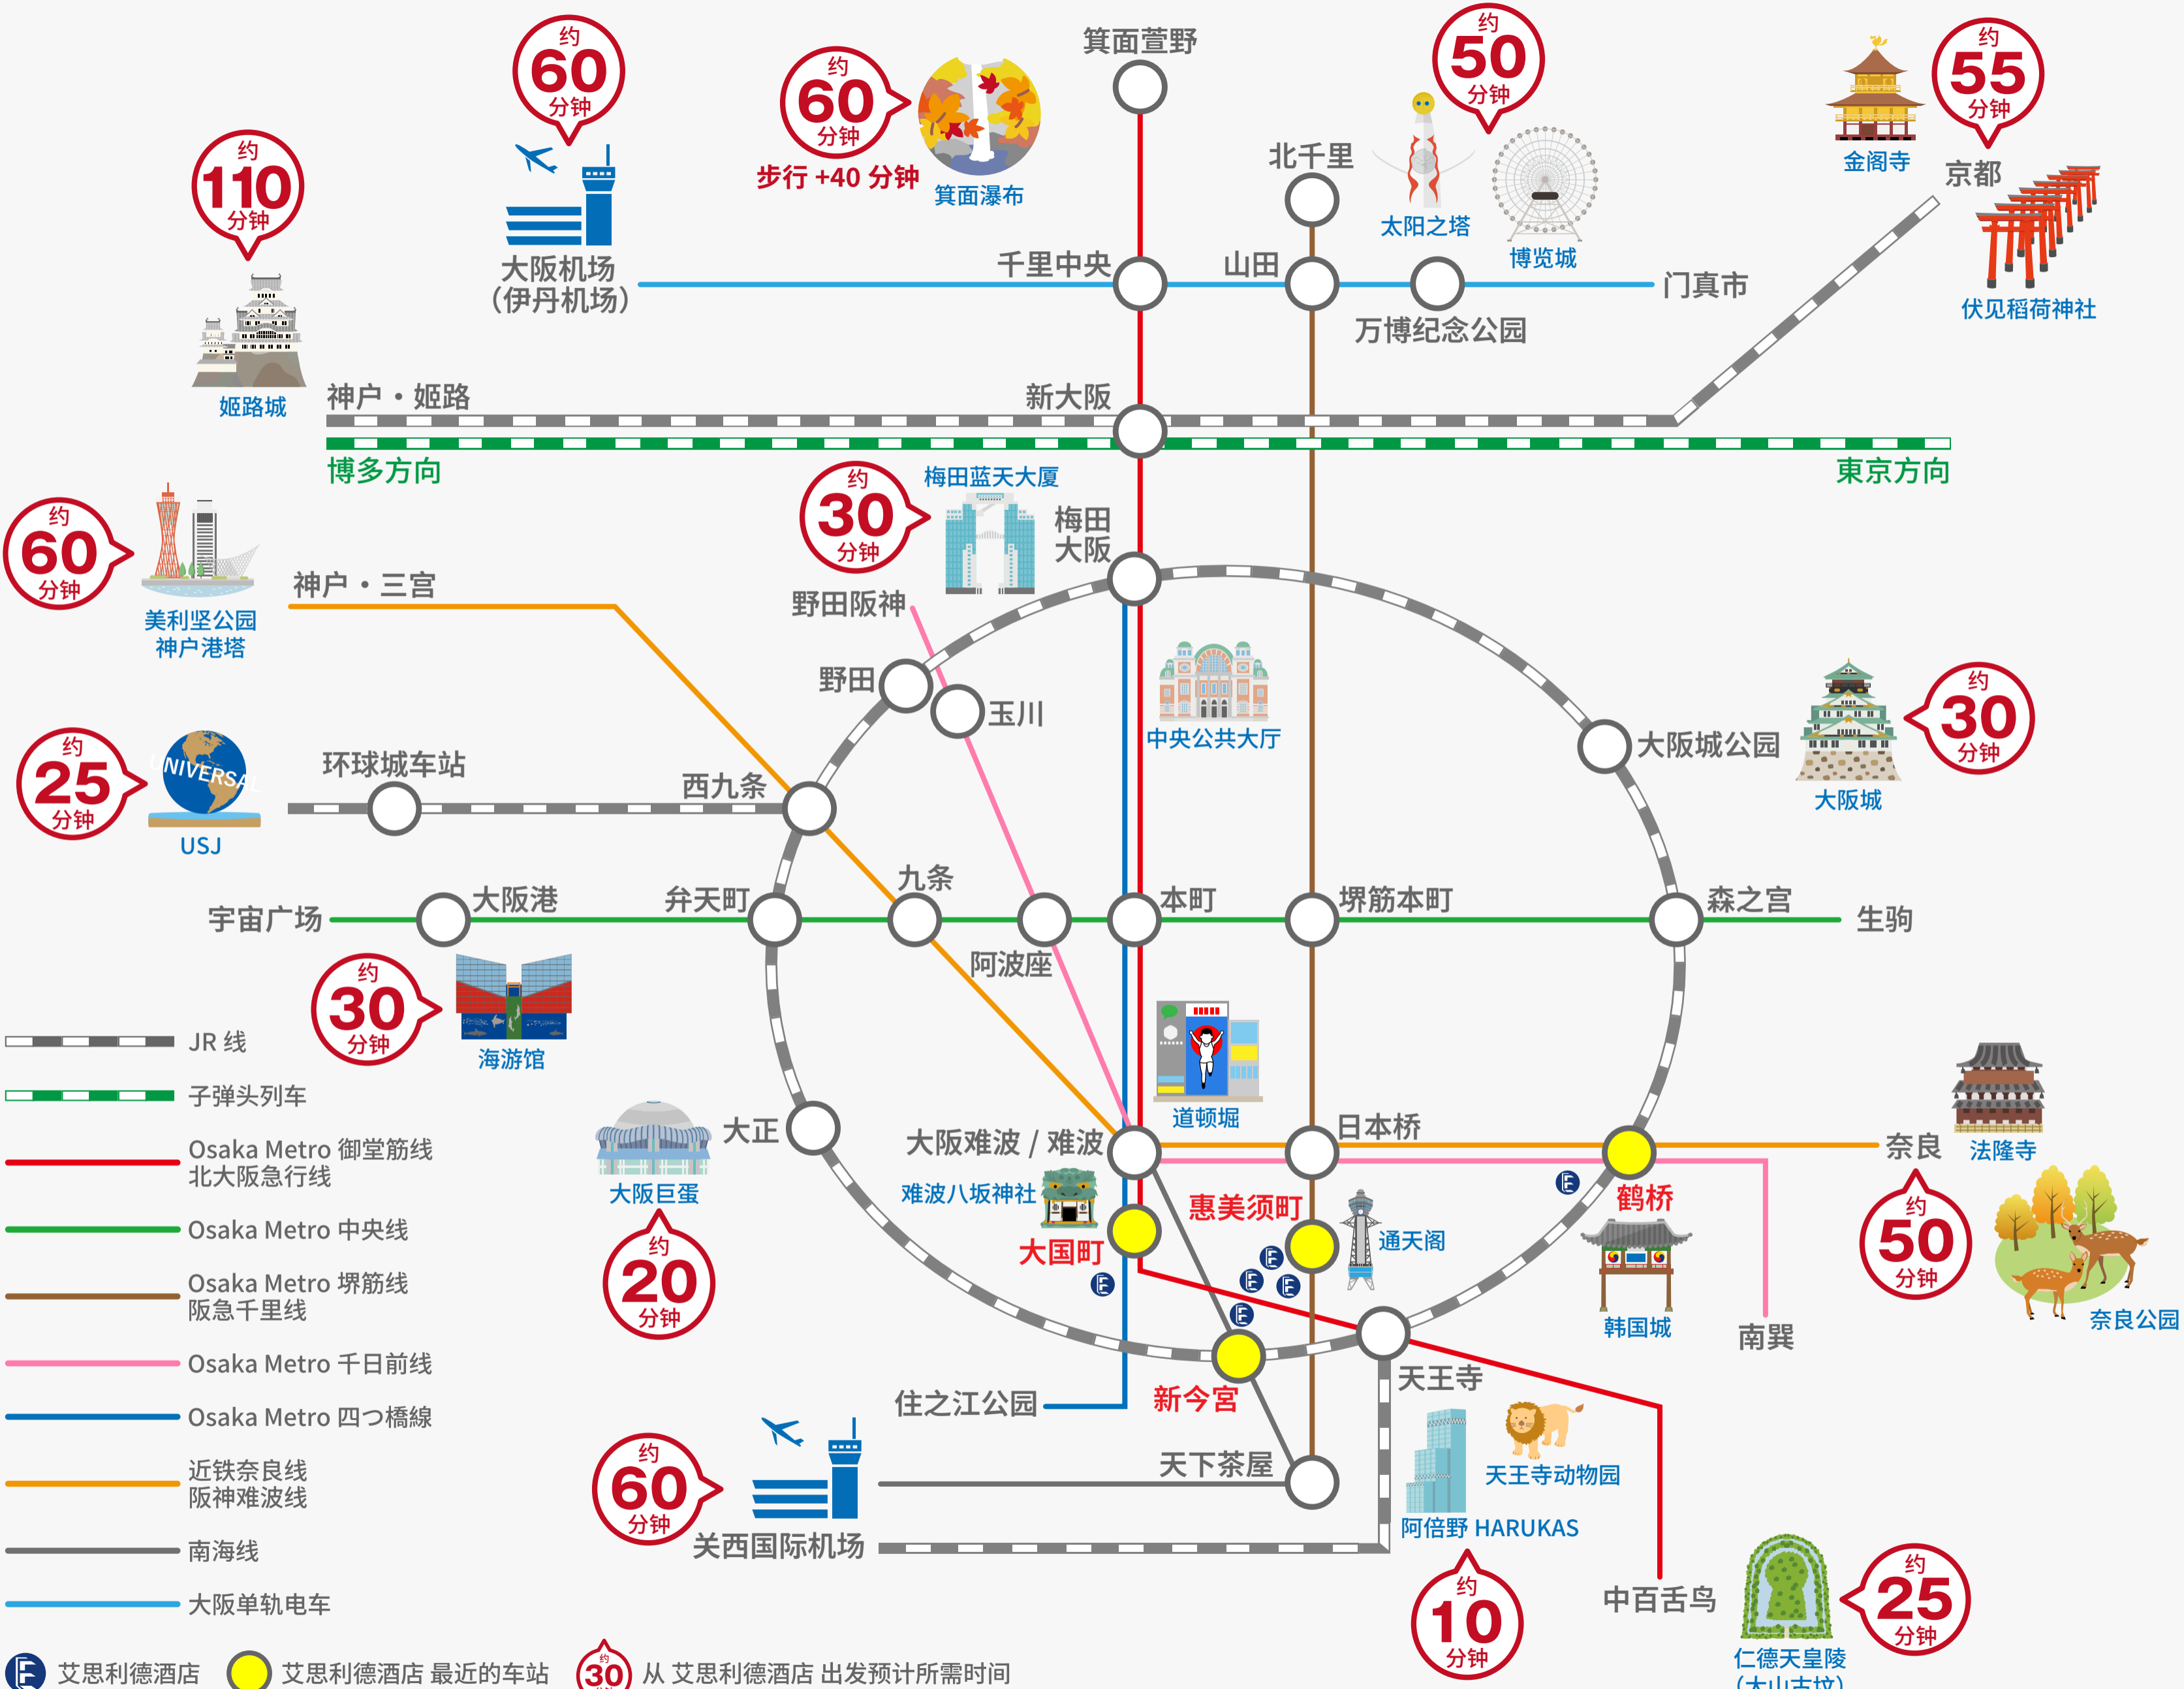 约
60
分钟
约
60
分钟
步行 +40 分钟
箕面瀑布
箕面萱野
约
50
分钟
约
55
分钟
金阁寺
京都
伏见稻荷神社
约
110
分钟
姬路城
大阪机场
（伊丹机场）
千里中央
北千里
山田
太阳之塔
博览城
万博纪念公园
门真市
神户・姬路
新大阪
博多方向
東京方向
约
60
分钟
美利坚公园
神户港塔
神户・三宫
约
30
分钟
梅田蓝天大厦
梅田
大阪
野田阪神
野田
玉川
中央公共大厅
大阪城公园
大阪城
约
30
分钟
约
25
分钟
UNIVERSAL
USJ
环球城车站
西九条
宇宙广场
大阪港
弁天町
九条
阿波座
本町
堺筋本町
森之宫
生驹
约
30
分钟
海游馆
道顿堀
大阪巨蛋
约
20
分钟
大正
大阪难波 / 难波
日本桥
难波八坂神社
大国町
惠美须町
通天阁
鹤桥
韩国城
奈良
法隆寺
约
50
分钟
奈良公园
南巽
住之江公园
新今宫
天王寺
天下茶屋
天王寺动物园
阿倍野 HARUKAS
约
10
分钟
约
60
分钟
关西国际机场
中百舌鸟
约
25
分钟
仁德天皇陵
（大山古坟）
JR 线
子弹头列车
Osaka Metro 御堂筋线
北大阪急行线
Osaka Metro 中央线
Osaka Metro 堺筋线
阪急千里线
Osaka Metro 千日前线
Osaka Metro 四つ橋線
近铁奈良线
阪神难波线
南海线
大阪单轨电车
艾思利德酒店
艾思利德酒店 最近的车站
约
30
从 艾思利德酒店 出发预计所需时间